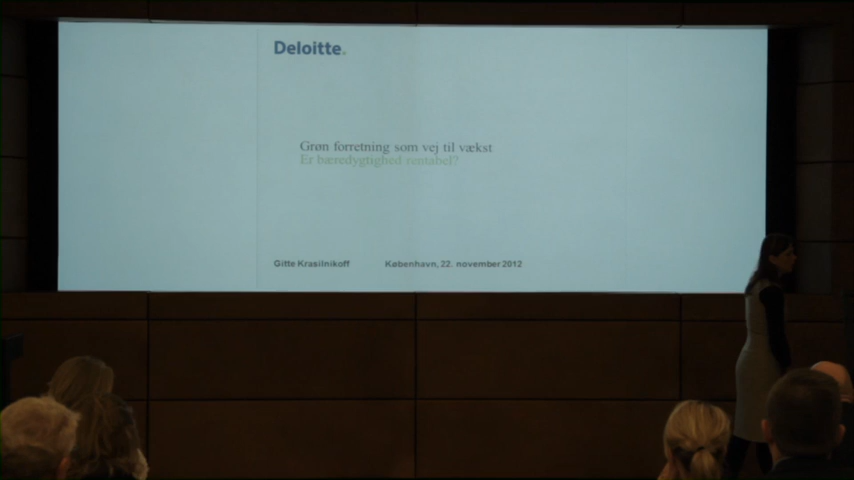 Deloitte.
Grøn forretning som vej til vækst
Er bæredygtighed rentabel?
Gitte Krasilnikoff København, 22. november 2012